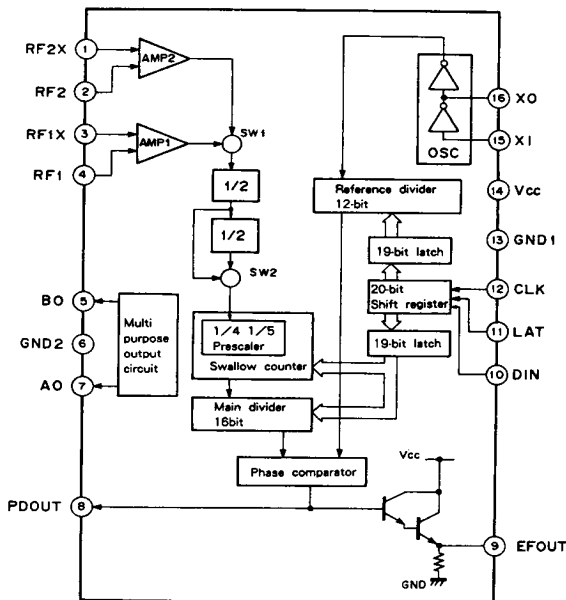 RF2X
1
AMP2
RF2
2
RF1X
3
AMP1
SW1
RF1
4
1/2
1/2
SW2
BO
5
Multi
purpose
output
circuit
GND2
6
AO
7
1/4 1/5
Prescaler
Swallow counter
Main divider
16bit
Phase comparator
PDOUT
8
OSC
16
XO
15
XI
14
Vcc
Reference divider
12-bit
13
GND1
19-bit latch
12
CLK
20-bit
Shift register
11
LAT
19-bit latch
10
DIN
Vcc
9
EFOUT
GND